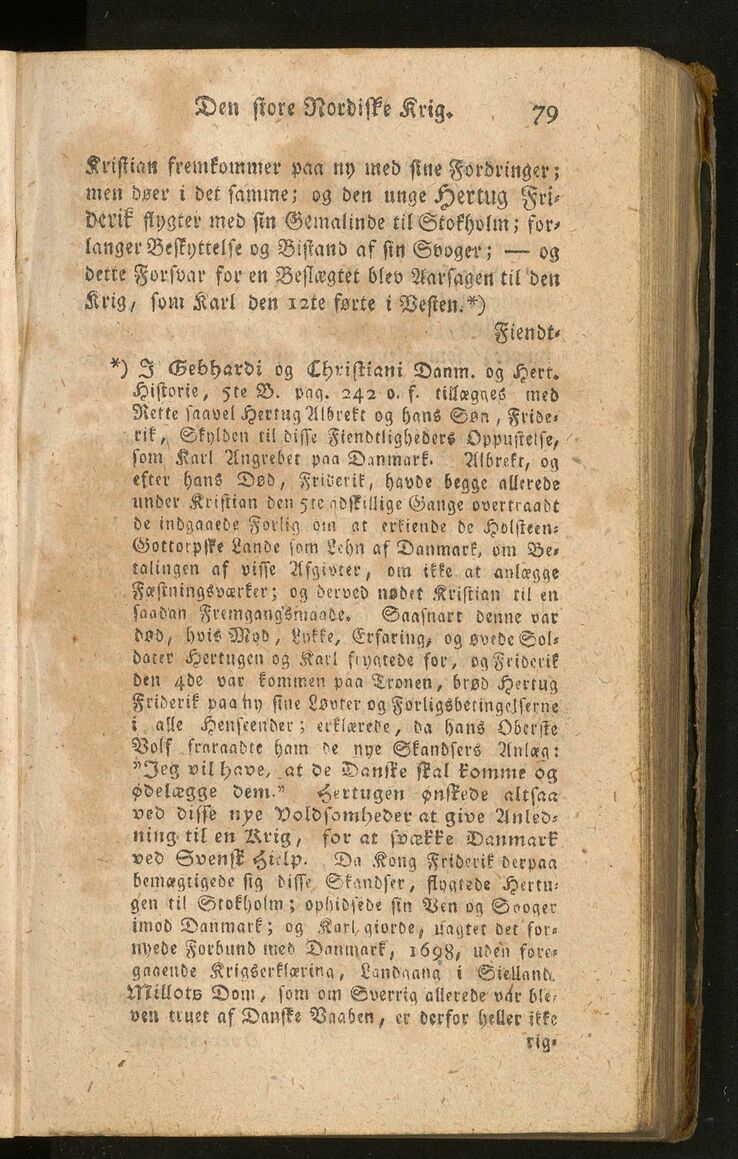 Den store Nordiske Krig. 79
Kristian fremkommer paa ny med sine Fordringer;
men døer i det samme; og den unge Hertug Fri-
derik flygter med sin Gemalinde til Stokholm; for-
langer Beskyttelse og Bistand af sin Svoger; — og
dette Forsvar for en Beslægtet blev Aarsagen til den
Krig, som Karl den 12te førte i Vesten.*)
Fiendt-
*) I Gebhardi og Christiani Danm. og Hert.
Historie, 5te B. pag. 242 o. f. tillægges med
Rette saavel Hertug Albrekt og hans Søn, Fride-
rik, Skylden til disse Fiendtligheders Oppustelse,
som Karl Angrebet paa Danmark. Albrekt, og
efter hans Død, Friderik, havde begge allerede
under Kristian den 5te adskillige Gange overtraadt
de indgaaede Forlig om at erkiende de Holsteen-
Gottorpske Lande som Lehn af Danmark, om Be-
talingen af visse Afgivter, om ikke at anlægge
Fæstningsværker; og derved nødet Kristian til en
saadan Fremgangsmaade. Saasnart denne var
død, hvis Mod, Lykke, Erfaring, og øvede Sol-
dater Hertugen og Karl frygtede for, og Friderik
den 4de var kommen paa Tronen, brød Hertug
Friderik paa ny sine Løvter og Forligsbetingelserne
i alle Henseender; erklærede, da hans Oberste
Wolf fraraadte ham de nye Skandsers Anlæg:
"Jeg vil have, at de Danske skal komme og
ødelægge dem." Hertugen ønskede altsaa
ved disse nye Voldsomheder at give Anled-
ning til en Krig, for at svække Danmark
ved Svensk Hielp. Da Kong Friderik derpaa
bemægtigede sig disse Skandser, flygtede Hertu-
gen til Stokholm; ophidsede sin Ven og Svoger
imod Danmark; og Karl giorde, uagtet det for-
nyede Forbund med Danmark, 1698, uden fore-
gaaende Krigserklæring, Landgang i Sielland.
Millots Dom, som om Sverrig allerede var ble-
ven truet af Danske Vaaben, er derfor heller ikke
rig-